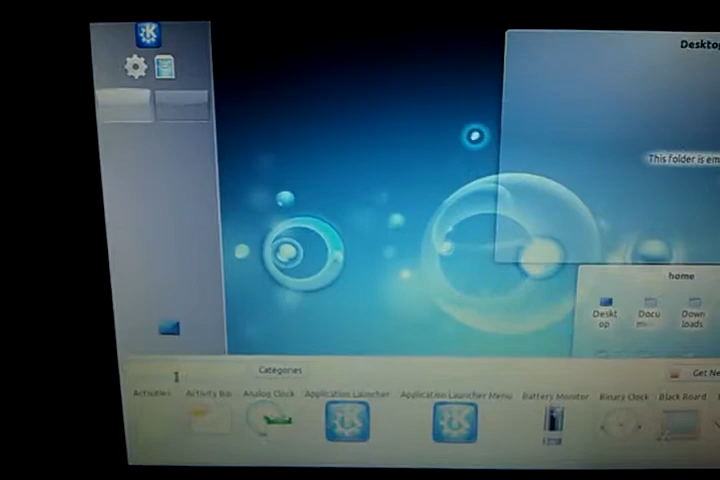 Desktop
This folder is em
home
Deskt
op
Docu
m...
Down
loads
Categories
Get Ne
Activities
Activity Bar
Analog Clock
Application Launcher
Application Launcher Menu
Battery Monitor
Binary Clock
Black Board